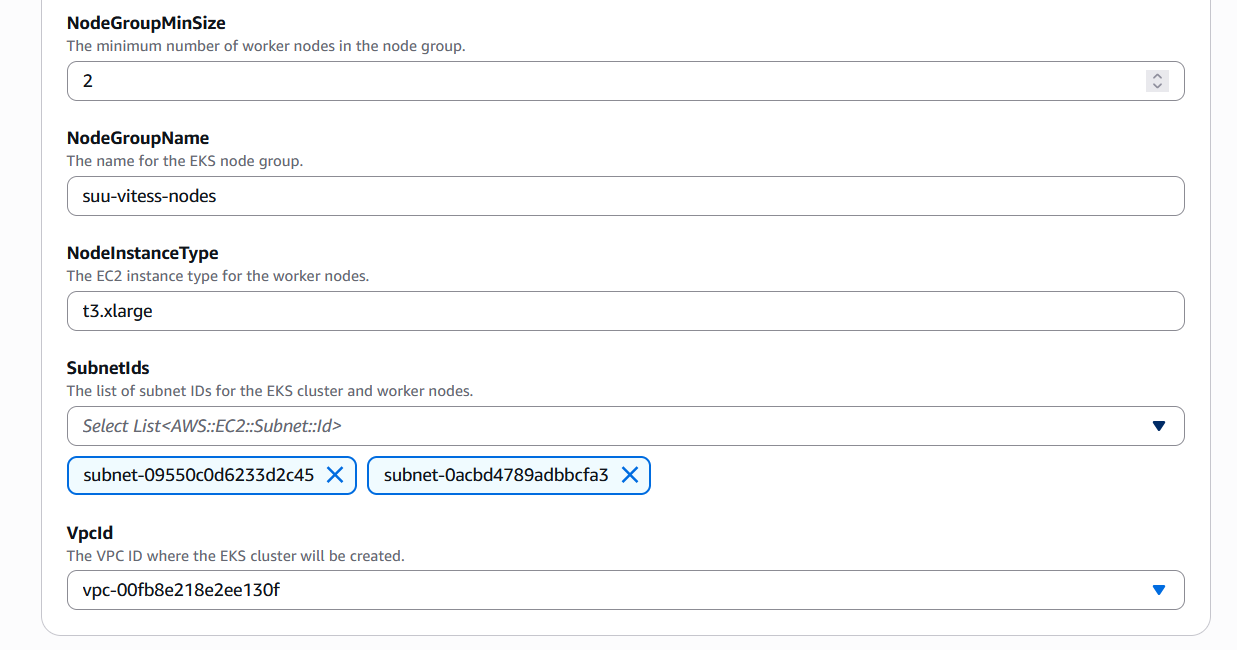 NodeGroupMinSize
The minimum number of worker nodes in the node group.
2
NodeGroupName
The name for the EKS node group.
suu-vitess-nodes
NodeInstanceType
The EC2 instance type for the worker nodes.
t3.xlarge
SubnetIds
The list of subnet IDs for the EKS cluster and worker nodes.
Select List<AWS::EC2::Subnet::Id>
subnet-09550c0d6233d2c45 subnet-0acbd4789adbbcfa3
VpcId
The VPC ID where the EKS cluster will be created.
vpc-00fb8e218e2ee130f